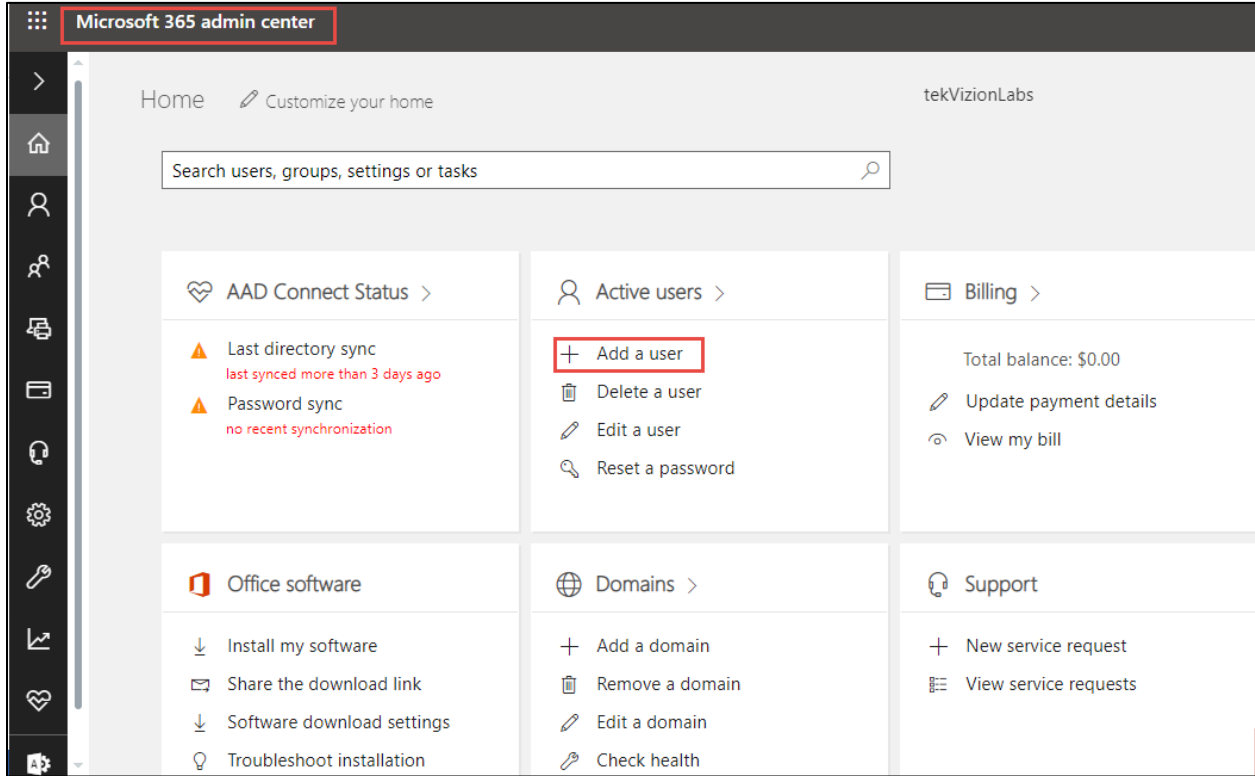 Microsoft 365 admin center
Home
Customize your home
tekVizionLabs
Search users, groups, settings or tasks
AAD Connect Status
Last directory sync
last synced more than 3 days ago
Password sync
no recent synchronization
Active users
Add a user
Delete a user
Edit a user
Reset a password
Billing
Total balance: $0.00
Update payment details
View my bill
Office software
Install my software
Share the download link
Software download settings
Troubleshoot installation
Domains
Add a domain
Remove a domain
Edit a domain
Check health
Support
New service request
View service requests